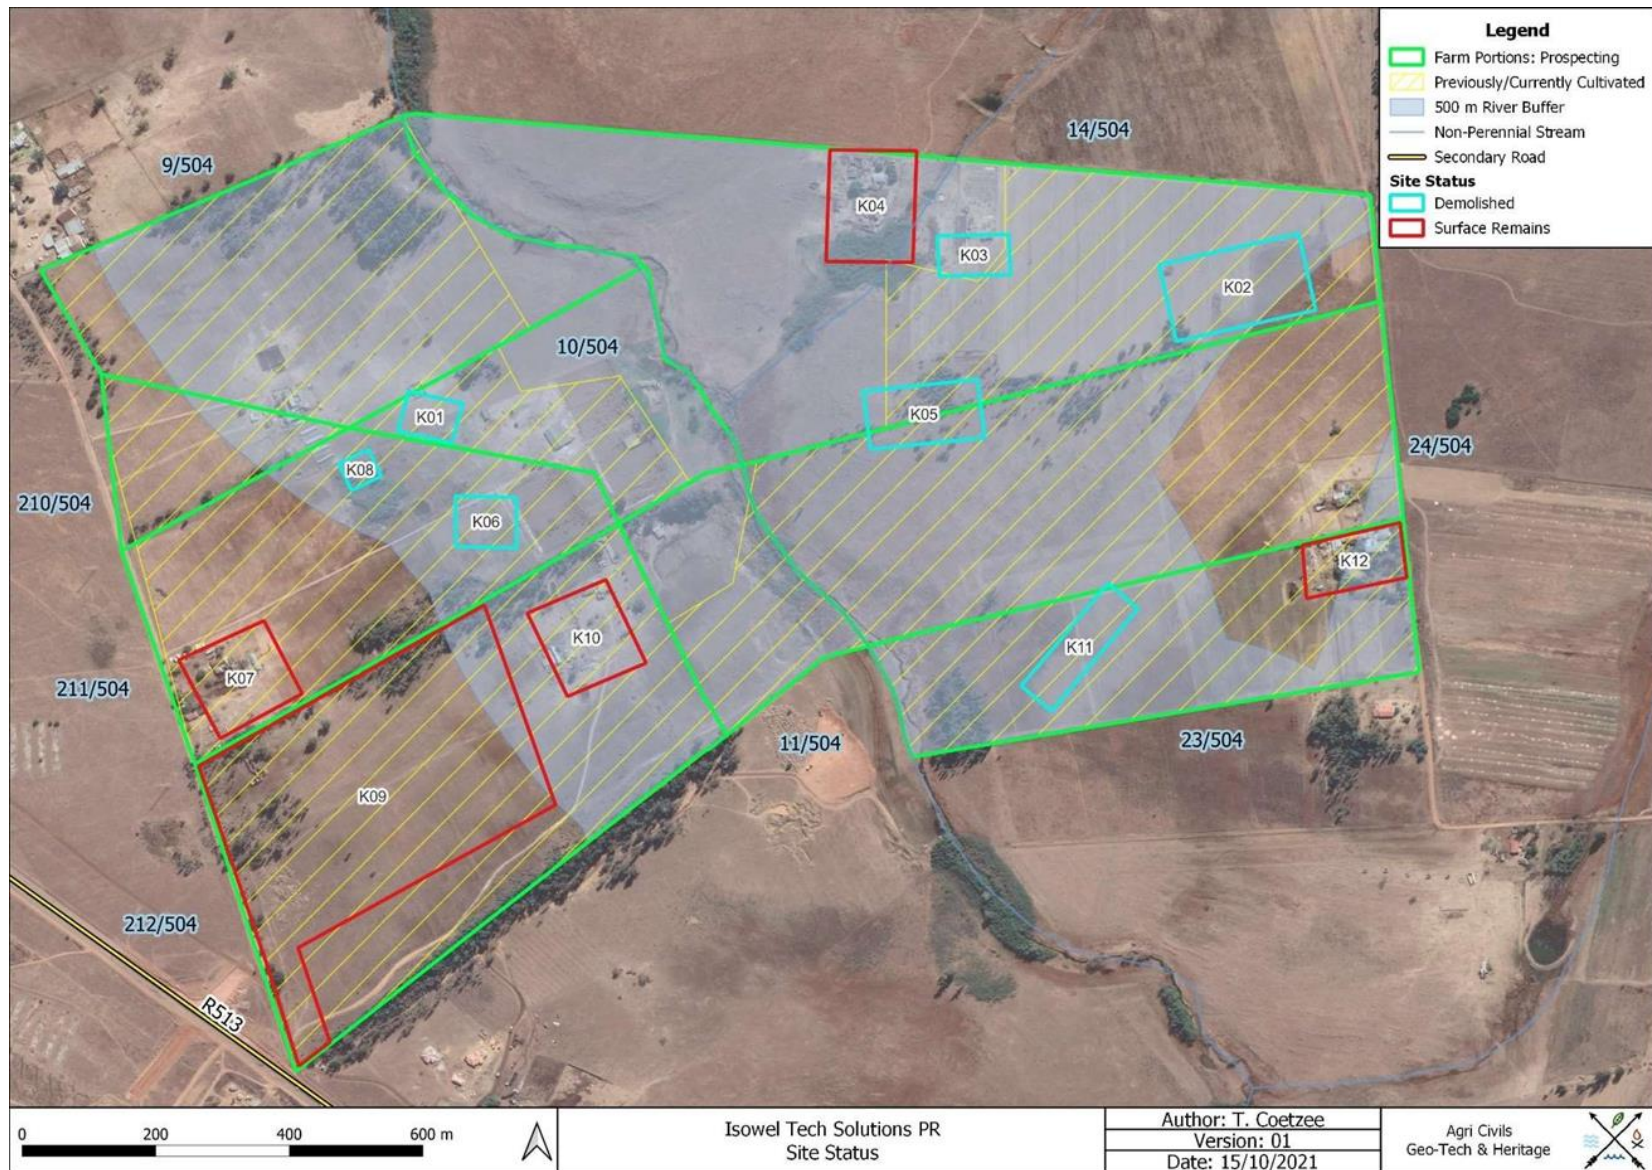 Legend
Farm Portions: Prospecting
Previously/Currently Cultivated
500 m River Buffer
Non-Perennial Stream
Secondary Road
Site Status
Demolished
Surface Remains
14/504
9/504
K04
K03
K02
10/504
K01
K05
24/504
K08
210/504
K06
K12
K10
K11
K07
211/504
11/504
23/504
K09
212/504
R513
0 200 400 600 m
Isowel Tech Solutions PR
Site Status
Author: T. Coetzee
Version: 01
Date: 15/10/2021
Agri Civils
Geo-Tech & Heritage